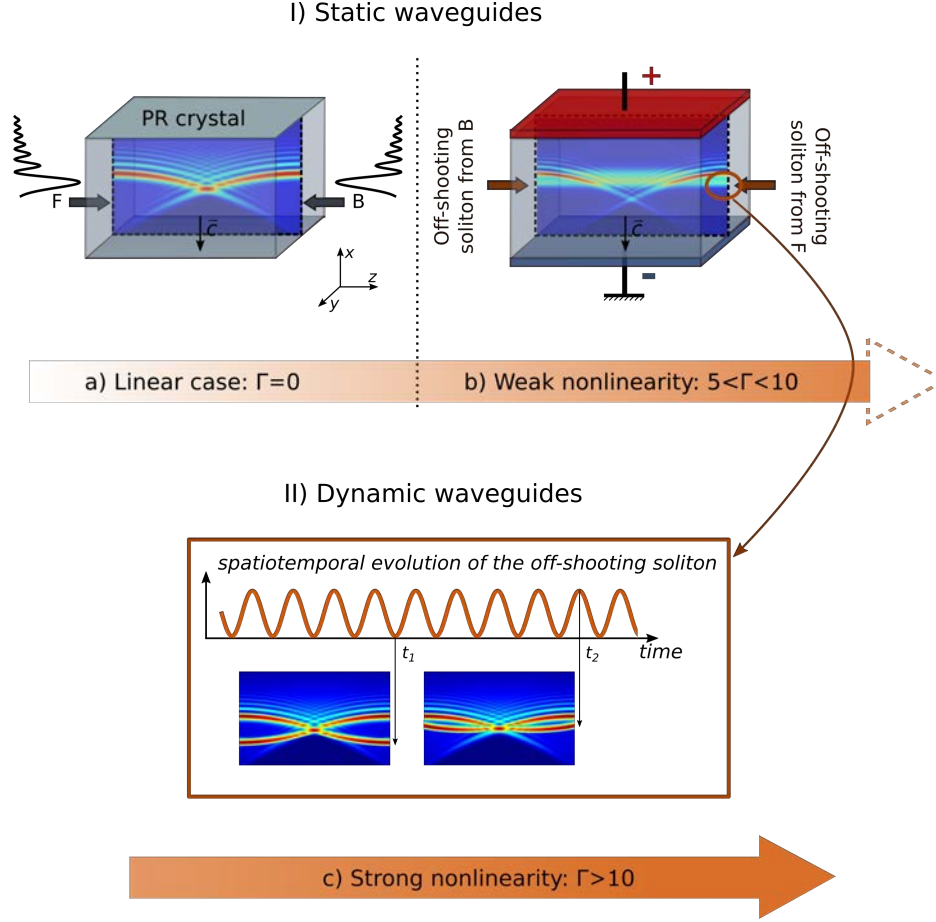 I) Static waveguides
PR crystal
F
B
c̅
x
z
y
+
Off-shooting
soliton from B
Off-shooting
soliton from F
c̅
-
a) Linear case: Γ=0
b) Weak nonlinearity: 5<Γ<10
II) Dynamic waveguides
spatiotemporal evolution of the off-shooting soliton
t₁
t₂
time
c) Strong nonlinearity: Γ>10